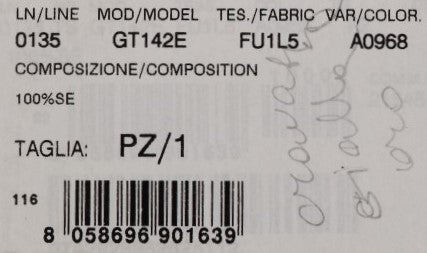 LN/LINE MOD/MODEL TES./FABRIC VAR/COLOR.
0135 GT142E FU1L5 A0968
COMPOSIZIONE/COMPOSITION
100%SE
TAGLIA: PZ/1
116
8 058696 901639
cravatta
gialla
oro